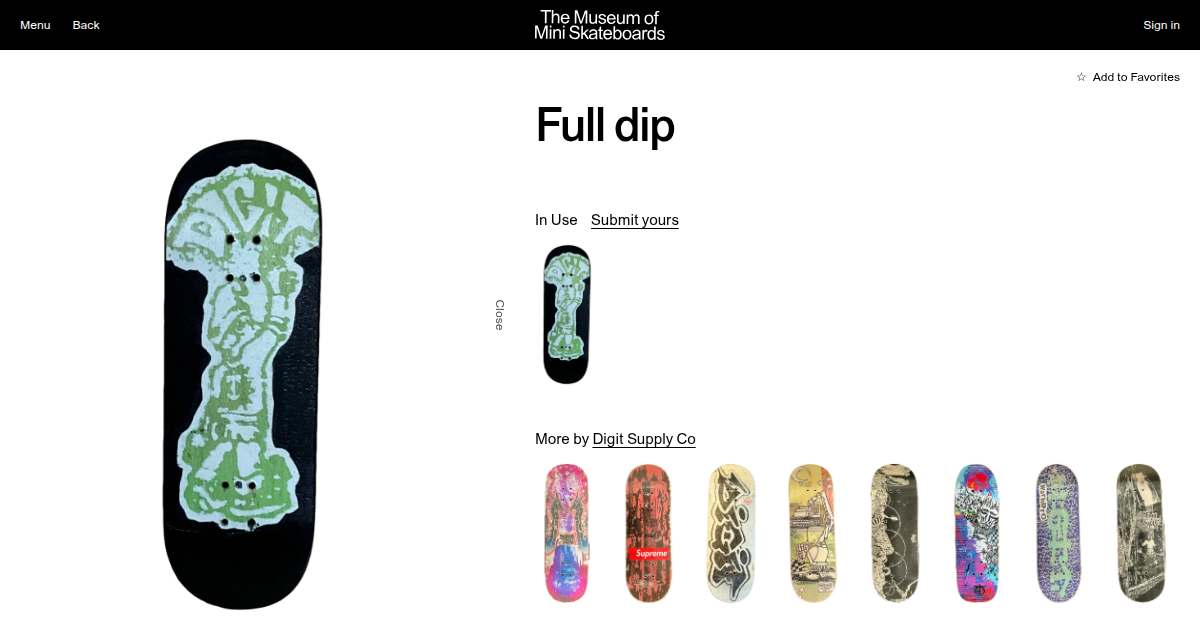 Menu
Back
The Museum of
Mini Skateboards
Sign in
☆ Add to Favorites
Full dip
DGT
In Use
Submit yours
Close
More by Digit Supply Co
Supreme